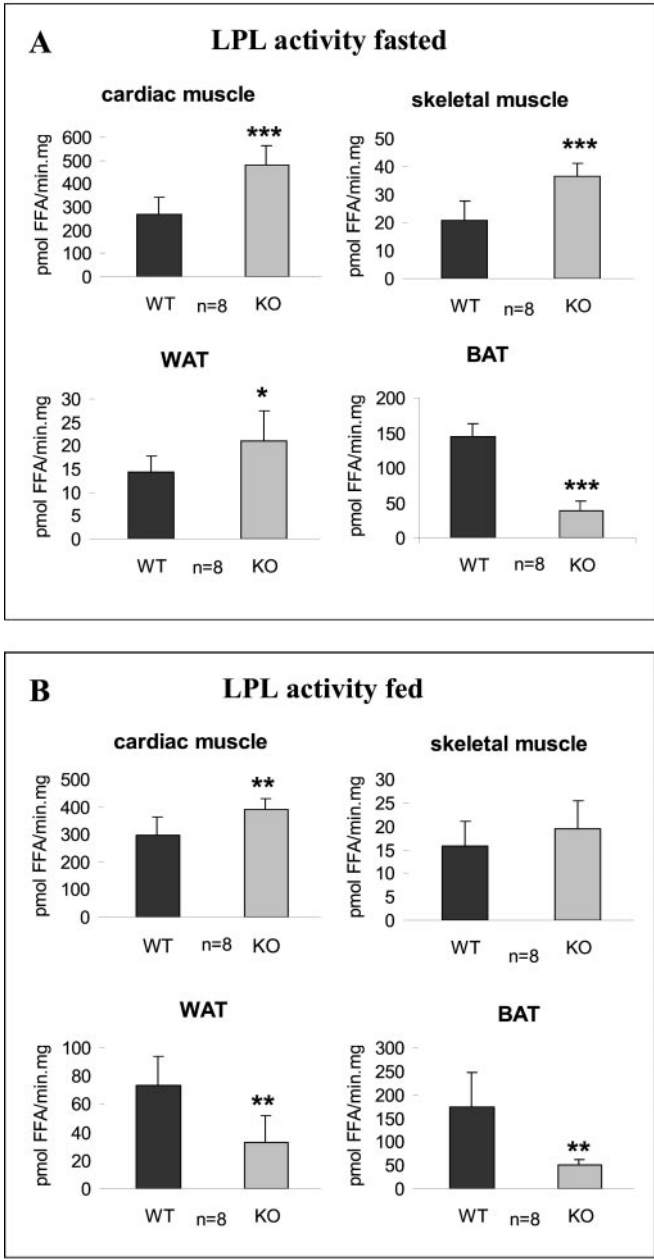 A LPL activity fasted
cardiac muscle
pmol FFA/min.mg
600
500
400
300
200
100
0
***
WT n=8 KO
skeletal muscle
pmol FFA/min.mg
50
40
30
20
10
0
***
WT n=8 KO
WAT
pmol FFA/min.mg
30
25
20
15
10
5
0
*
WT n=8 KO
BAT
pmol FFA/min.mg
200
150
100
50
0
***
WT n=8 KO
B LPL activity fed
cardiac muscle
pmol FFA/min.mg
500
400
300
200
100
0
**
WT n=8 KO
skeletal muscle
pmol FFA/min.mg
30
25
20
15
10
5
0
WT n=8 KO
WAT
pmol FFA/min.mg
100
80
60
40
20
0
**
WT n=8 KO
BAT
pmol FFA/min.mg
300
250
200
150
100
50
0
**
WT n=8 KO